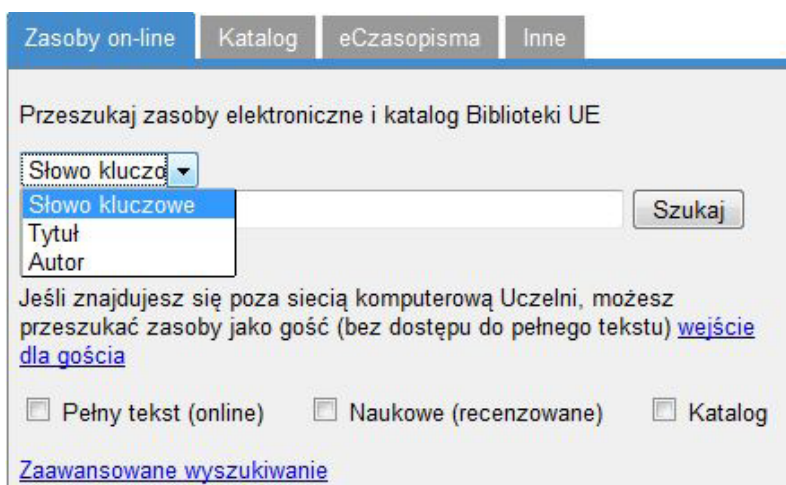 Zasoby on-line Katalog eCzasopisma Inne
Przeszukaj zasoby elektroniczne i katalog Biblioteki UE
Słowo kluczo
Słowo kluczowe
Szukaj
Tytuł
Autor
Jeśli znajdujesz się poza siecią komputerową Uczelni, możesz
przeszukać zasoby jako gość (bez dostępu do pełnego tekstu) wejście
dla gościa
Pełny tekst (online) Naukowe (recenzowane) Katalog
Zaawansowane wyszukiwanie